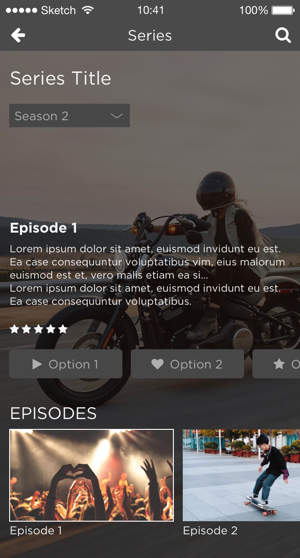 Sketch 10:41 100%
Series
Series Title
Season 2
Episode 1
Lorem ipsum dolor sit amet, euismod invidunt eu est.
Ea case consequuntur voluptatibus vim, eius malorum
euismod est et, vero malis etiam ea si...
Lorem ipsum dolor sit amet, euismod invidunt eu est.
Ea case consequuntur voluptatibus.
Option 1 Option 2 O
EPISODES
Episode 1 Episode 2